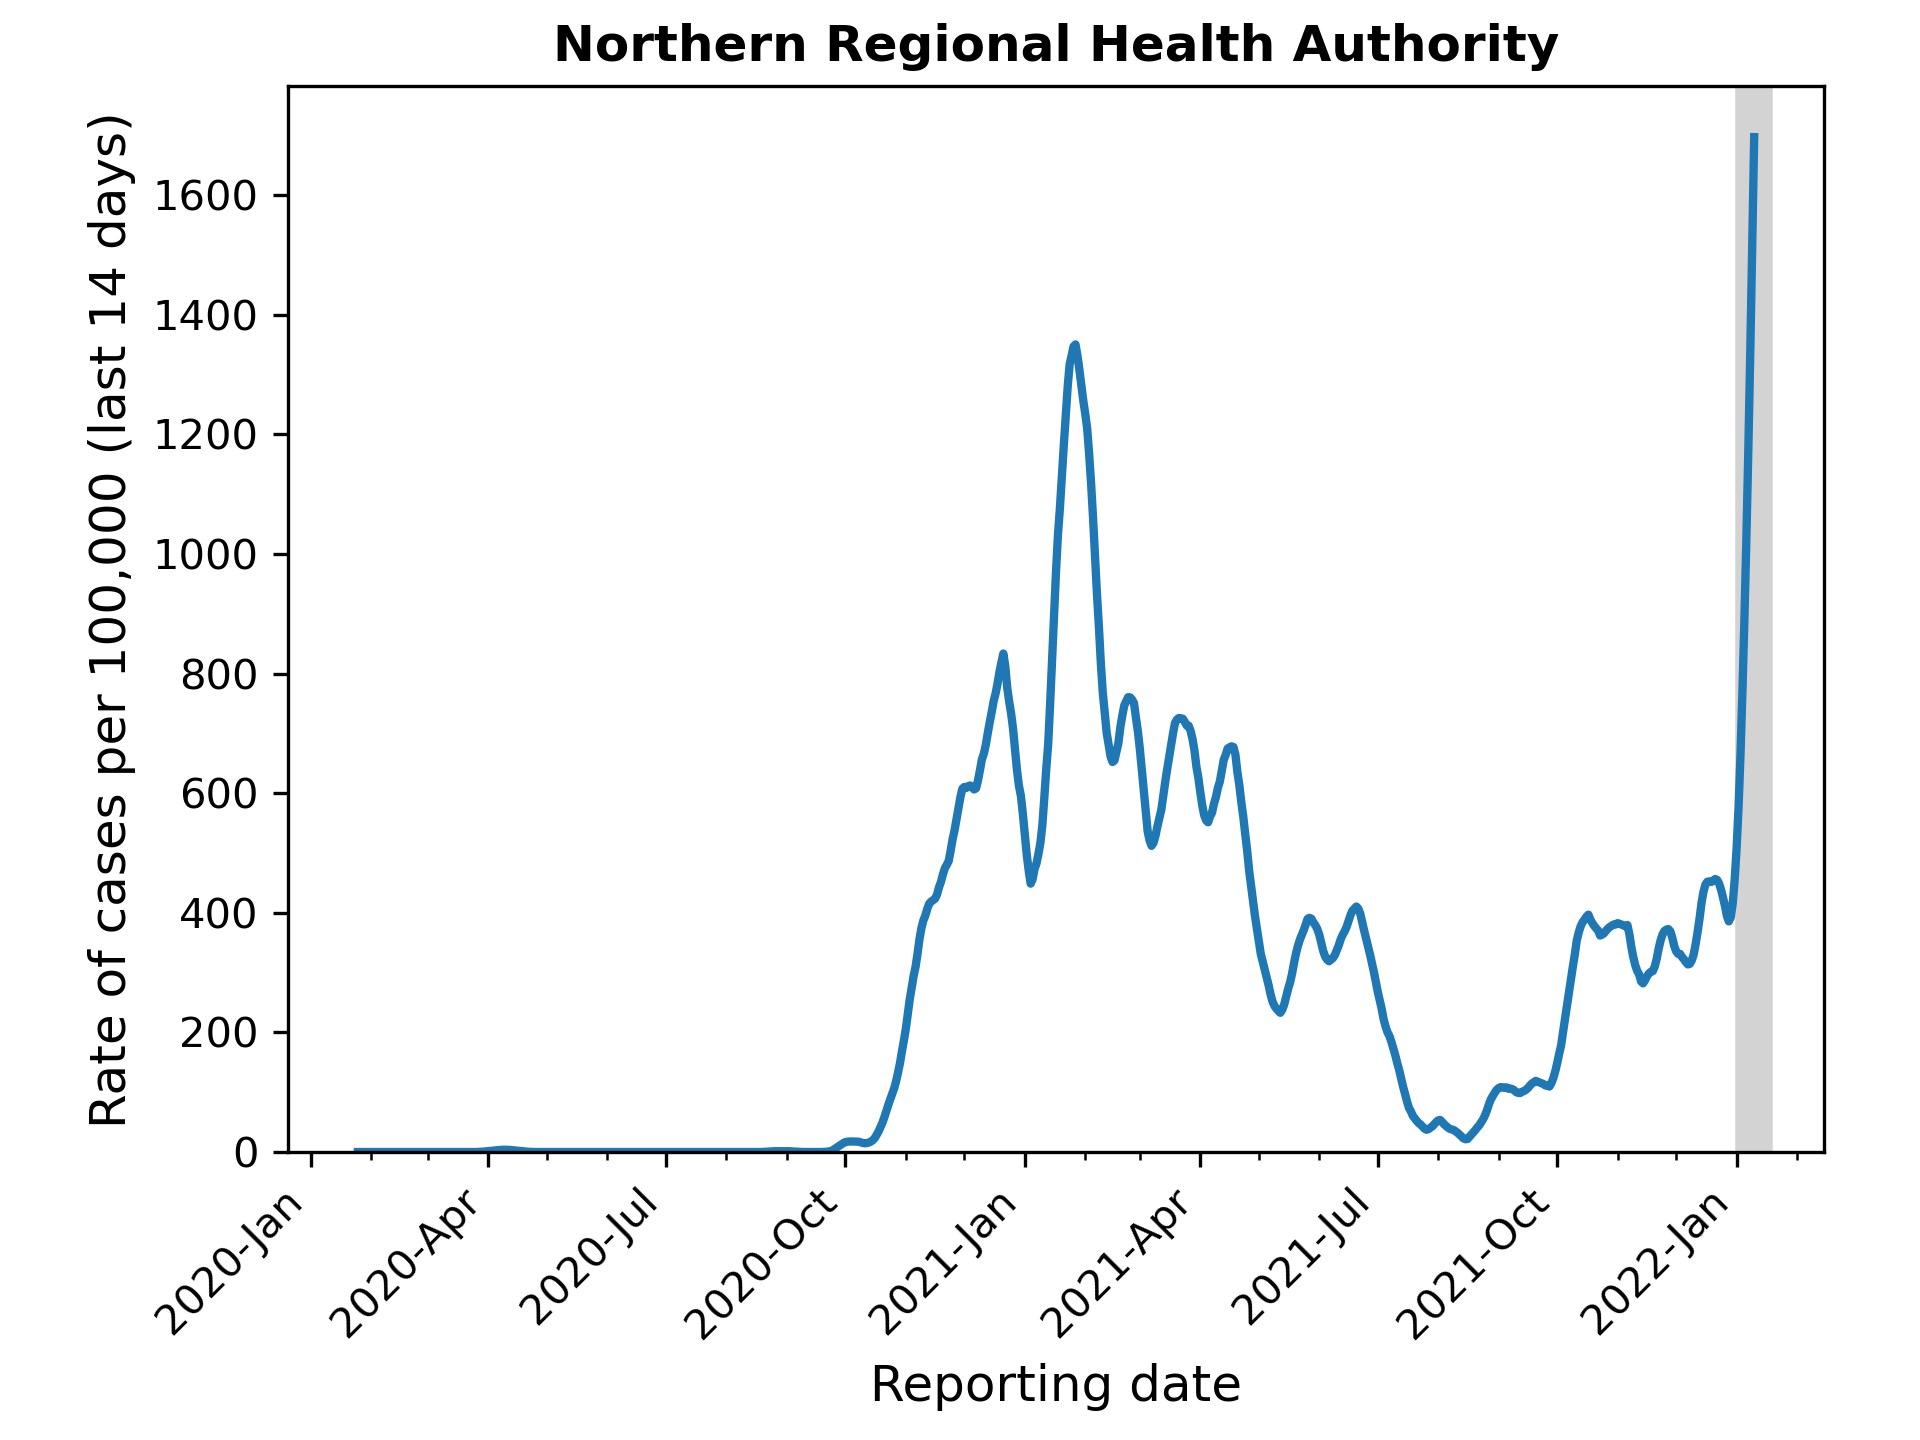 Northern Regional Health Authority
Rate of cases per 100,000 (last 14 days)
1600
1400
1200
1000
800
600
400
200
0
2020-Jan
2020-Apr
2020-Jul
2020-Oct
2021-Jan
2021-Apr
2021-Jul
2021-Oct
2022-Jan
Reporting date